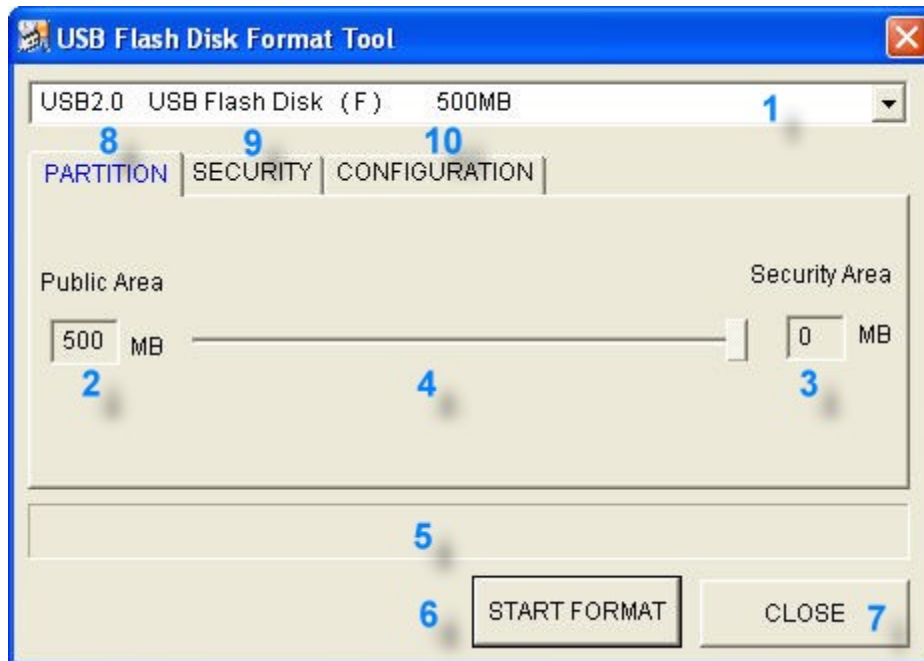 USB Flash Disk Format Tool
USB2.0 USB Flash Disk (F) 500MB 1
8 9 10
PARTITION SECURITY CONFIGURATION
Public Area Security Area
500 MB 0 MB
2 4 3
5
6 START FORMAT CLOSE 7